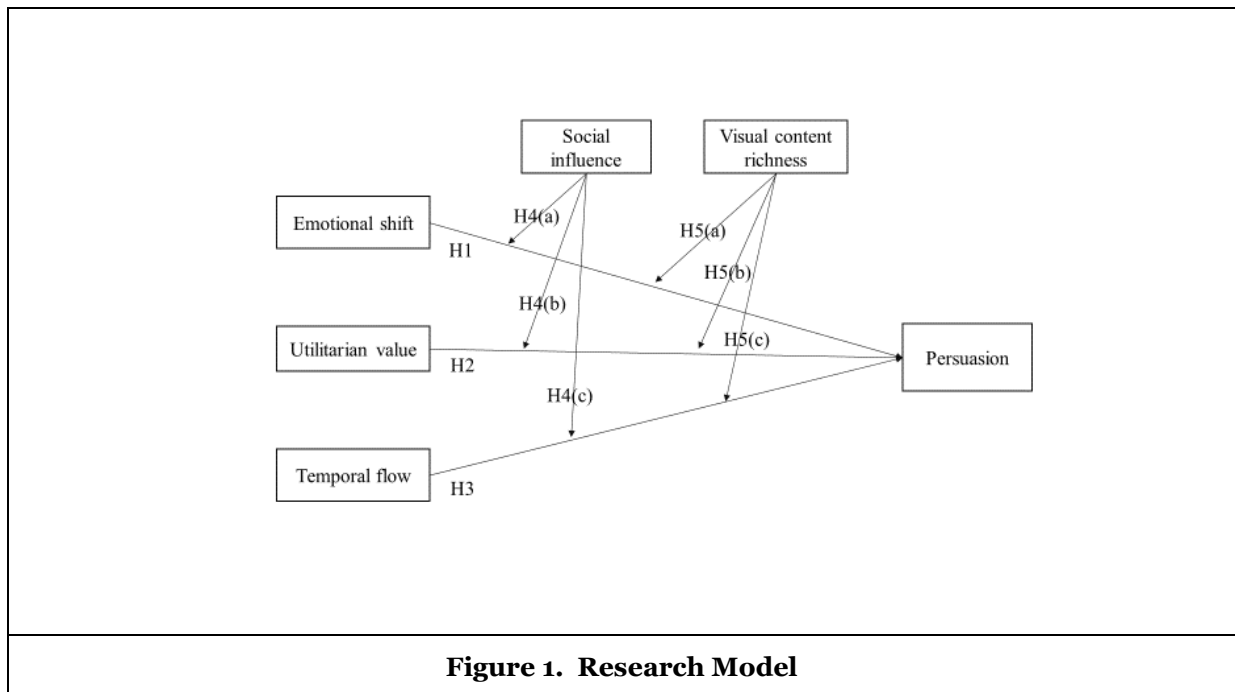 Social
influence
Visual content
richness
Emotional shift
H4(a)
H5(a)
H1
H5(b)
H4(b)
Utilitarian value
H5(c)
Persuasion
H2
H4(c)
Temporal flow
H3
Figure 1. Research Model